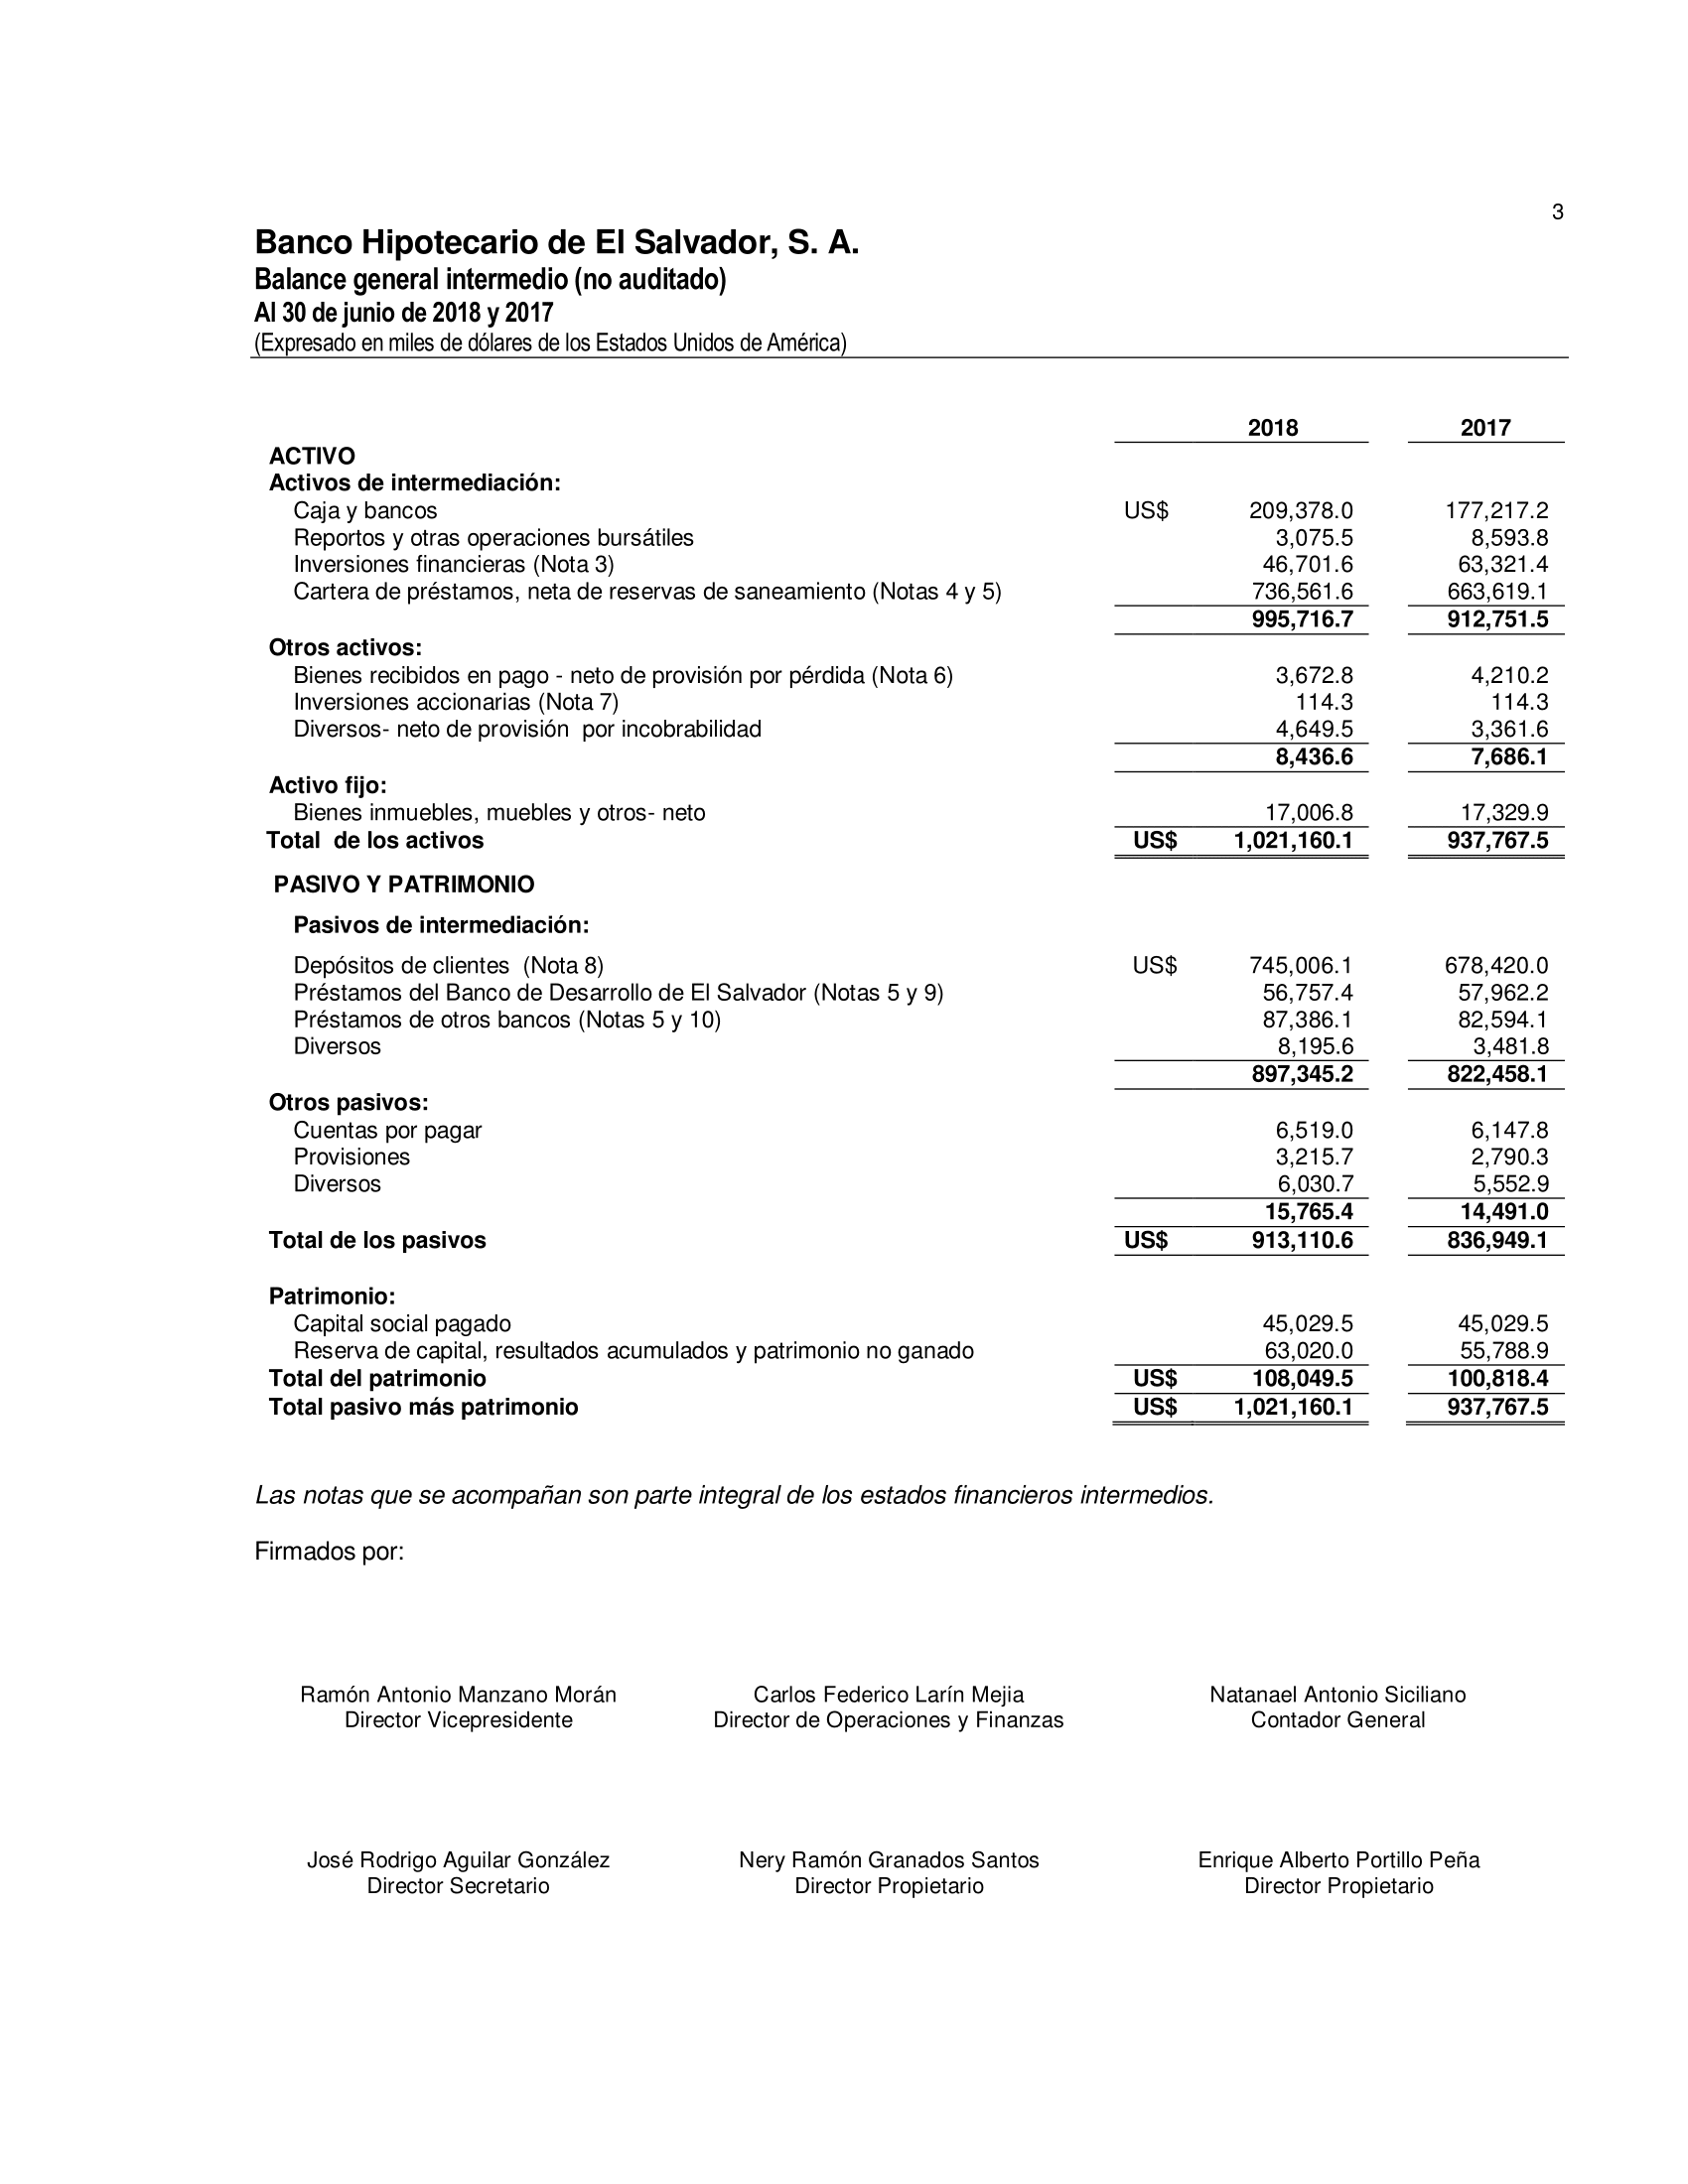 3
Banco Hipotecario de El Salvador, S. A.
Balance general intermedio (no auditado)
Al 30 de junio de 2018 y 2017
(Expresado en miles de dólares de los Estados Unidos de América)
2018 2017
ACTIVO
Activos de intermediación:
Caja y bancos US$ 209,378.0 177,217.2
Reportos y otras operaciones bursátiles 3,075.5 8,593.8
Inversiones financieras (Nota 3) 46,701.6 63,321.4
Cartera de préstamos, neta de reservas de saneamiento (Notas 4 y 5) 736,561.6 663,619.1
995,716.7 912,751.5
Otros activos:
Bienes recibidos en pago - neto de provisión por pérdida (Nota 6) 3,672.8 4,210.2
Inversiones accionarias (Nota 7) 114.3 114.3
Diversos- neto de provisión por incobrabilidad 4,649.5 3,361.6
8,436.6 7,686.1
Activo fijo:
Bienes inmuebles, muebles y otros- neto 17,006.8 17,329.9
Total de los activos US$ 1,021,160.1 937,767.5
PASIVO Y PATRIMONIO
Pasivos de intermediación:
Depósitos de clientes (Nota 8) US$ 745,006.1 678,420.0
Préstamos del Banco de Desarrollo de El Salvador (Notas 5 y 9) 56,757.4 57,962.2
Préstamos de otros bancos (Notas 5 y 10) 87,386.1 82,594.1
Diversos 8,195.6 3,481.8
897,345.2 822,458.1
Otros pasivos:
Cuentas por pagar 6,519.0 6,147.8
Provisiones 3,215.7 2,790.3
Diversos 6,030.7 5,552.9
15,765.4 14,491.0
Total de los pasivos US$ 913,110.6 836,949.1
Patrimonio:
Capital social pagado 45,029.5 45,029.5
Reserva de capital, resultados acumulados y patrimonio no ganado 63,020.0 55,788.9
Total del patrimonio US$ 108,049.5 100,818.4
Total pasivo más patrimonio US$ 1,021,160.1 937,767.5
Las notas que se acompañan son parte integral de los estados financieros intermedios.
Firmados por:
Ramón Antonio Manzano Morán Carlos Federico Larín Mejia Natanael Antonio Siciliano
Director Vicepresidente Director de Operaciones y Finanzas Contador General
José Rodrigo Aguilar González Nery Ramón Granados Santos Enrique Alberto Portillo Peña
Director Secretario Director Propietario Director Propietario